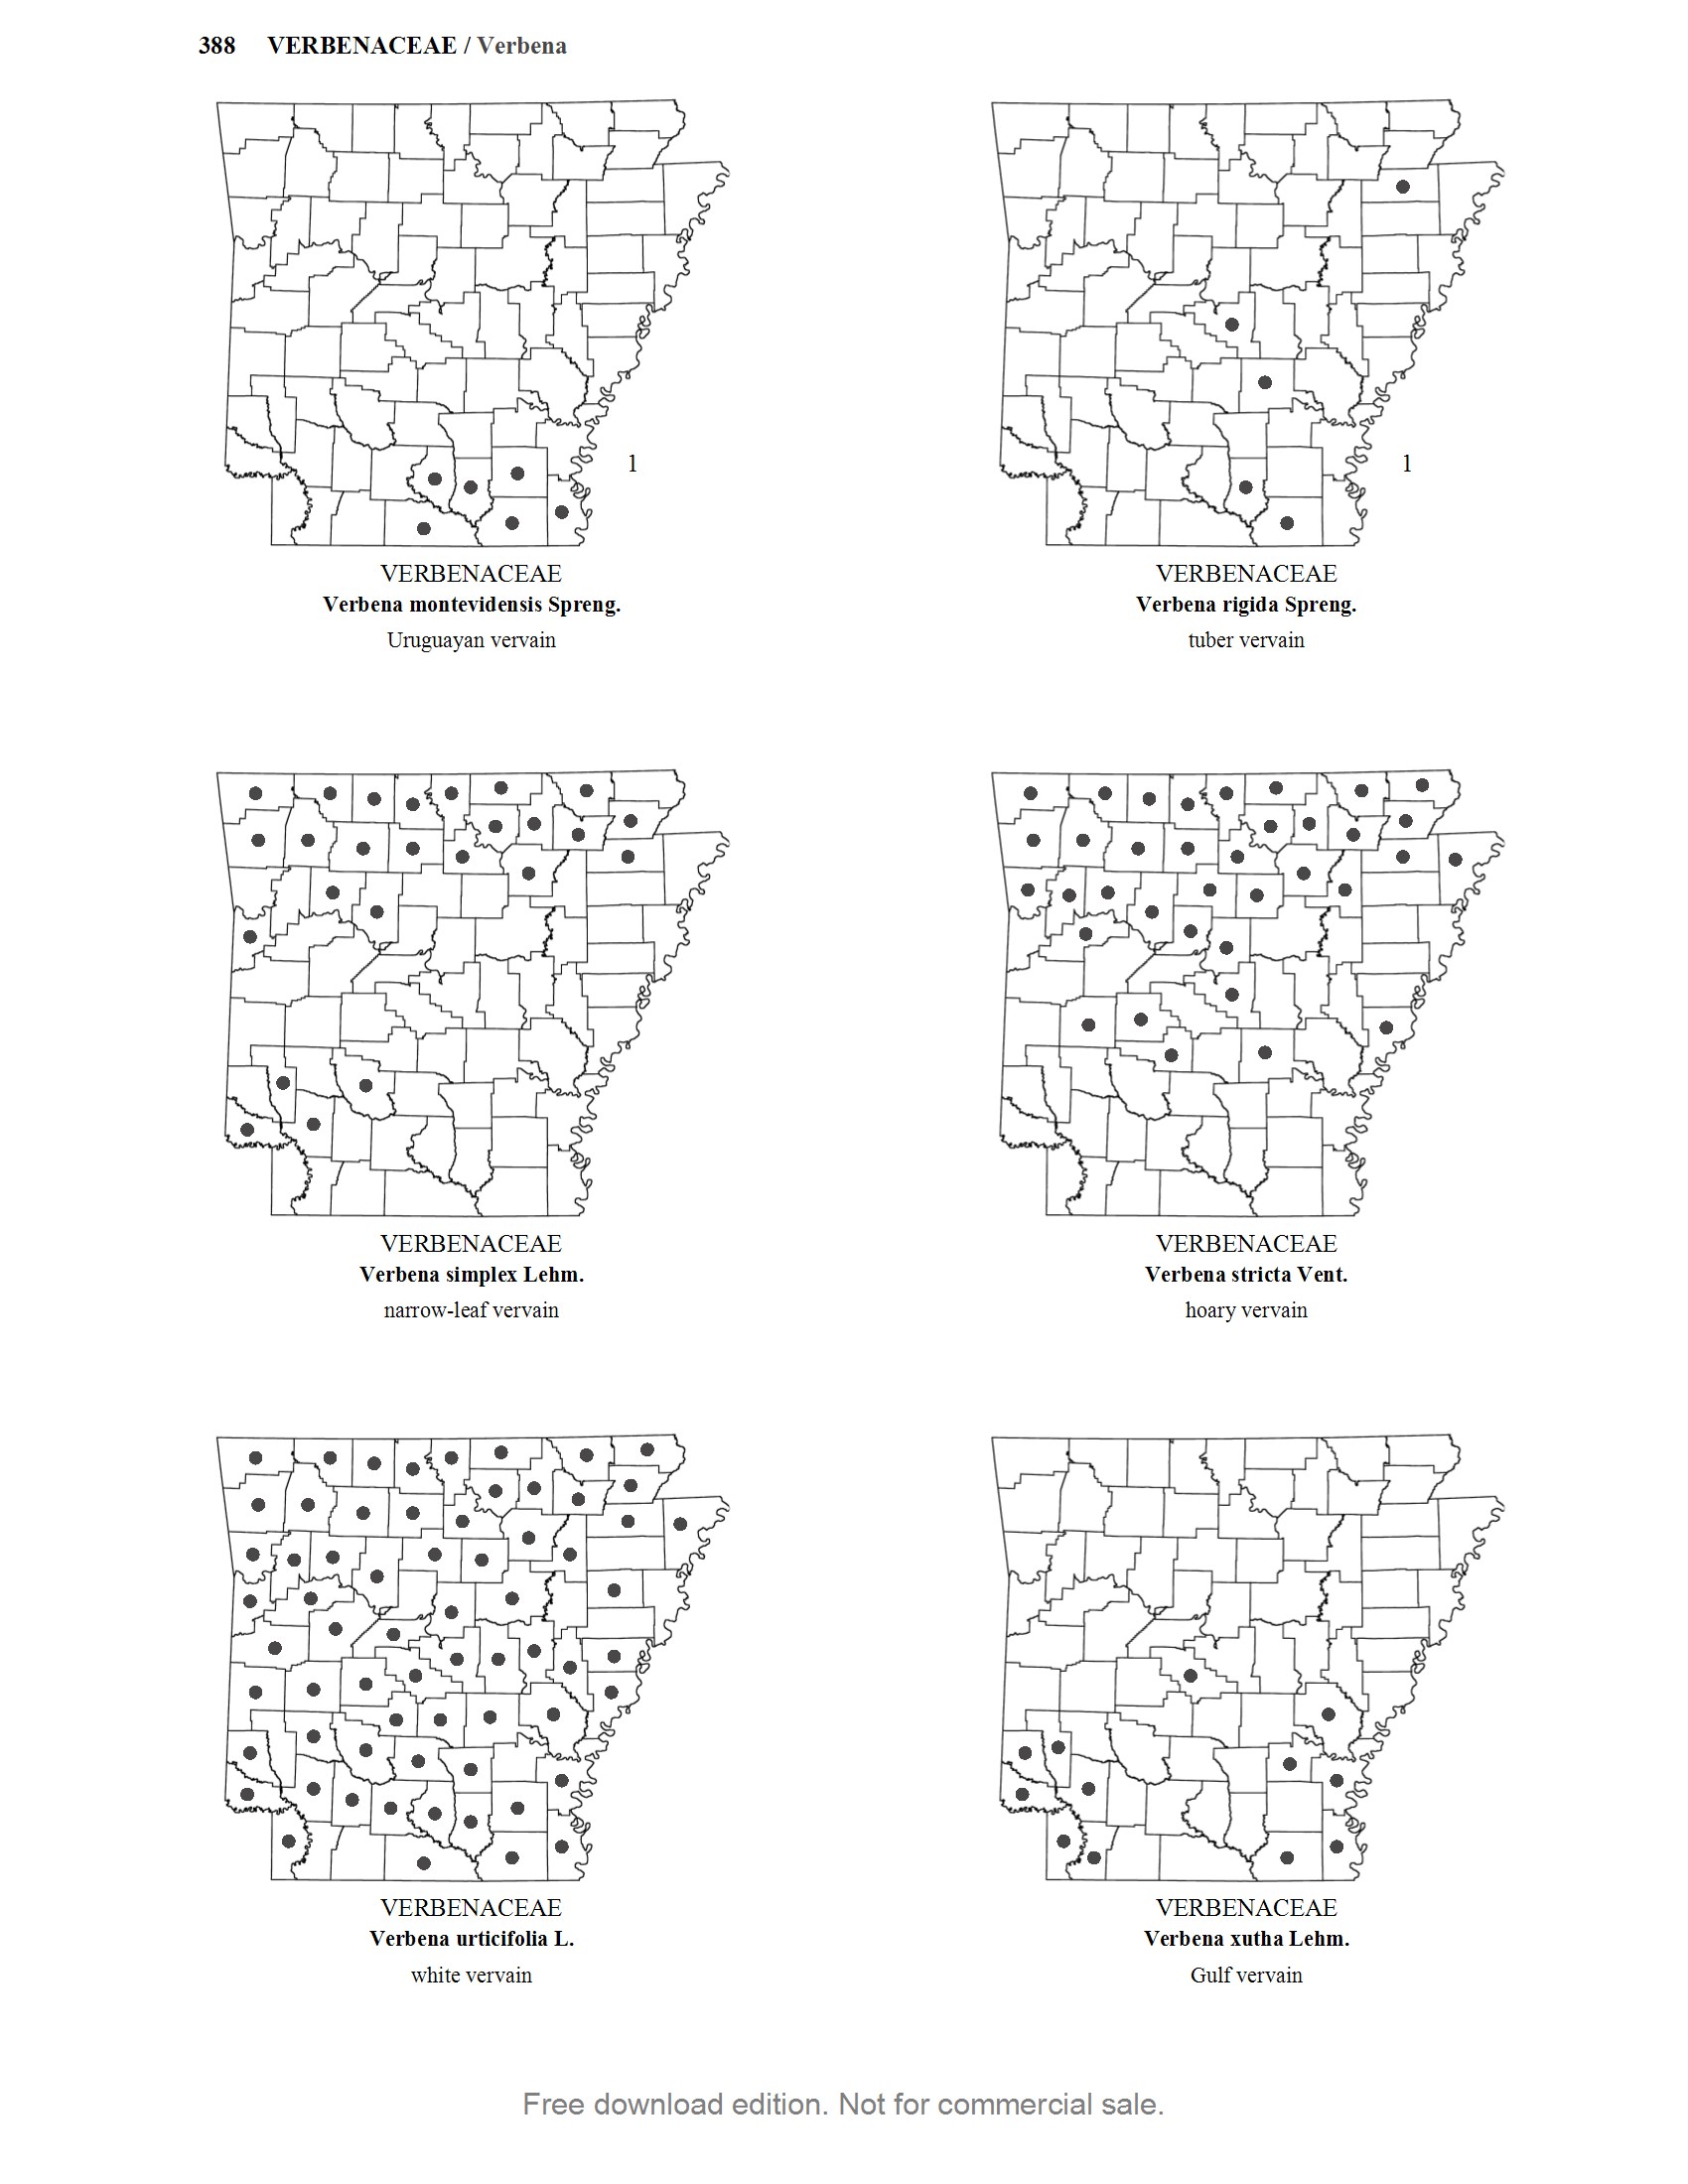 388 VERBENACEAE / Verbena
1
1
VERBENACEAE
Verbena montevidensis Spreng.
Uruguayan vervain
VERBENACEAE
Verbena rigida Spreng.
tuber vervain
VERBENACEAE
Verbena simplex Lehm.
narrow-leaf vervain
VERBENACEAE
Verbena stricta Vent.
hoary vervain
VERBENACEAE
Verbena urticifolia L.
white vervain
VERBENACEAE
Verbena xutha Lehm.
Gulf vervain
Free download edition. Not for commercial sale.